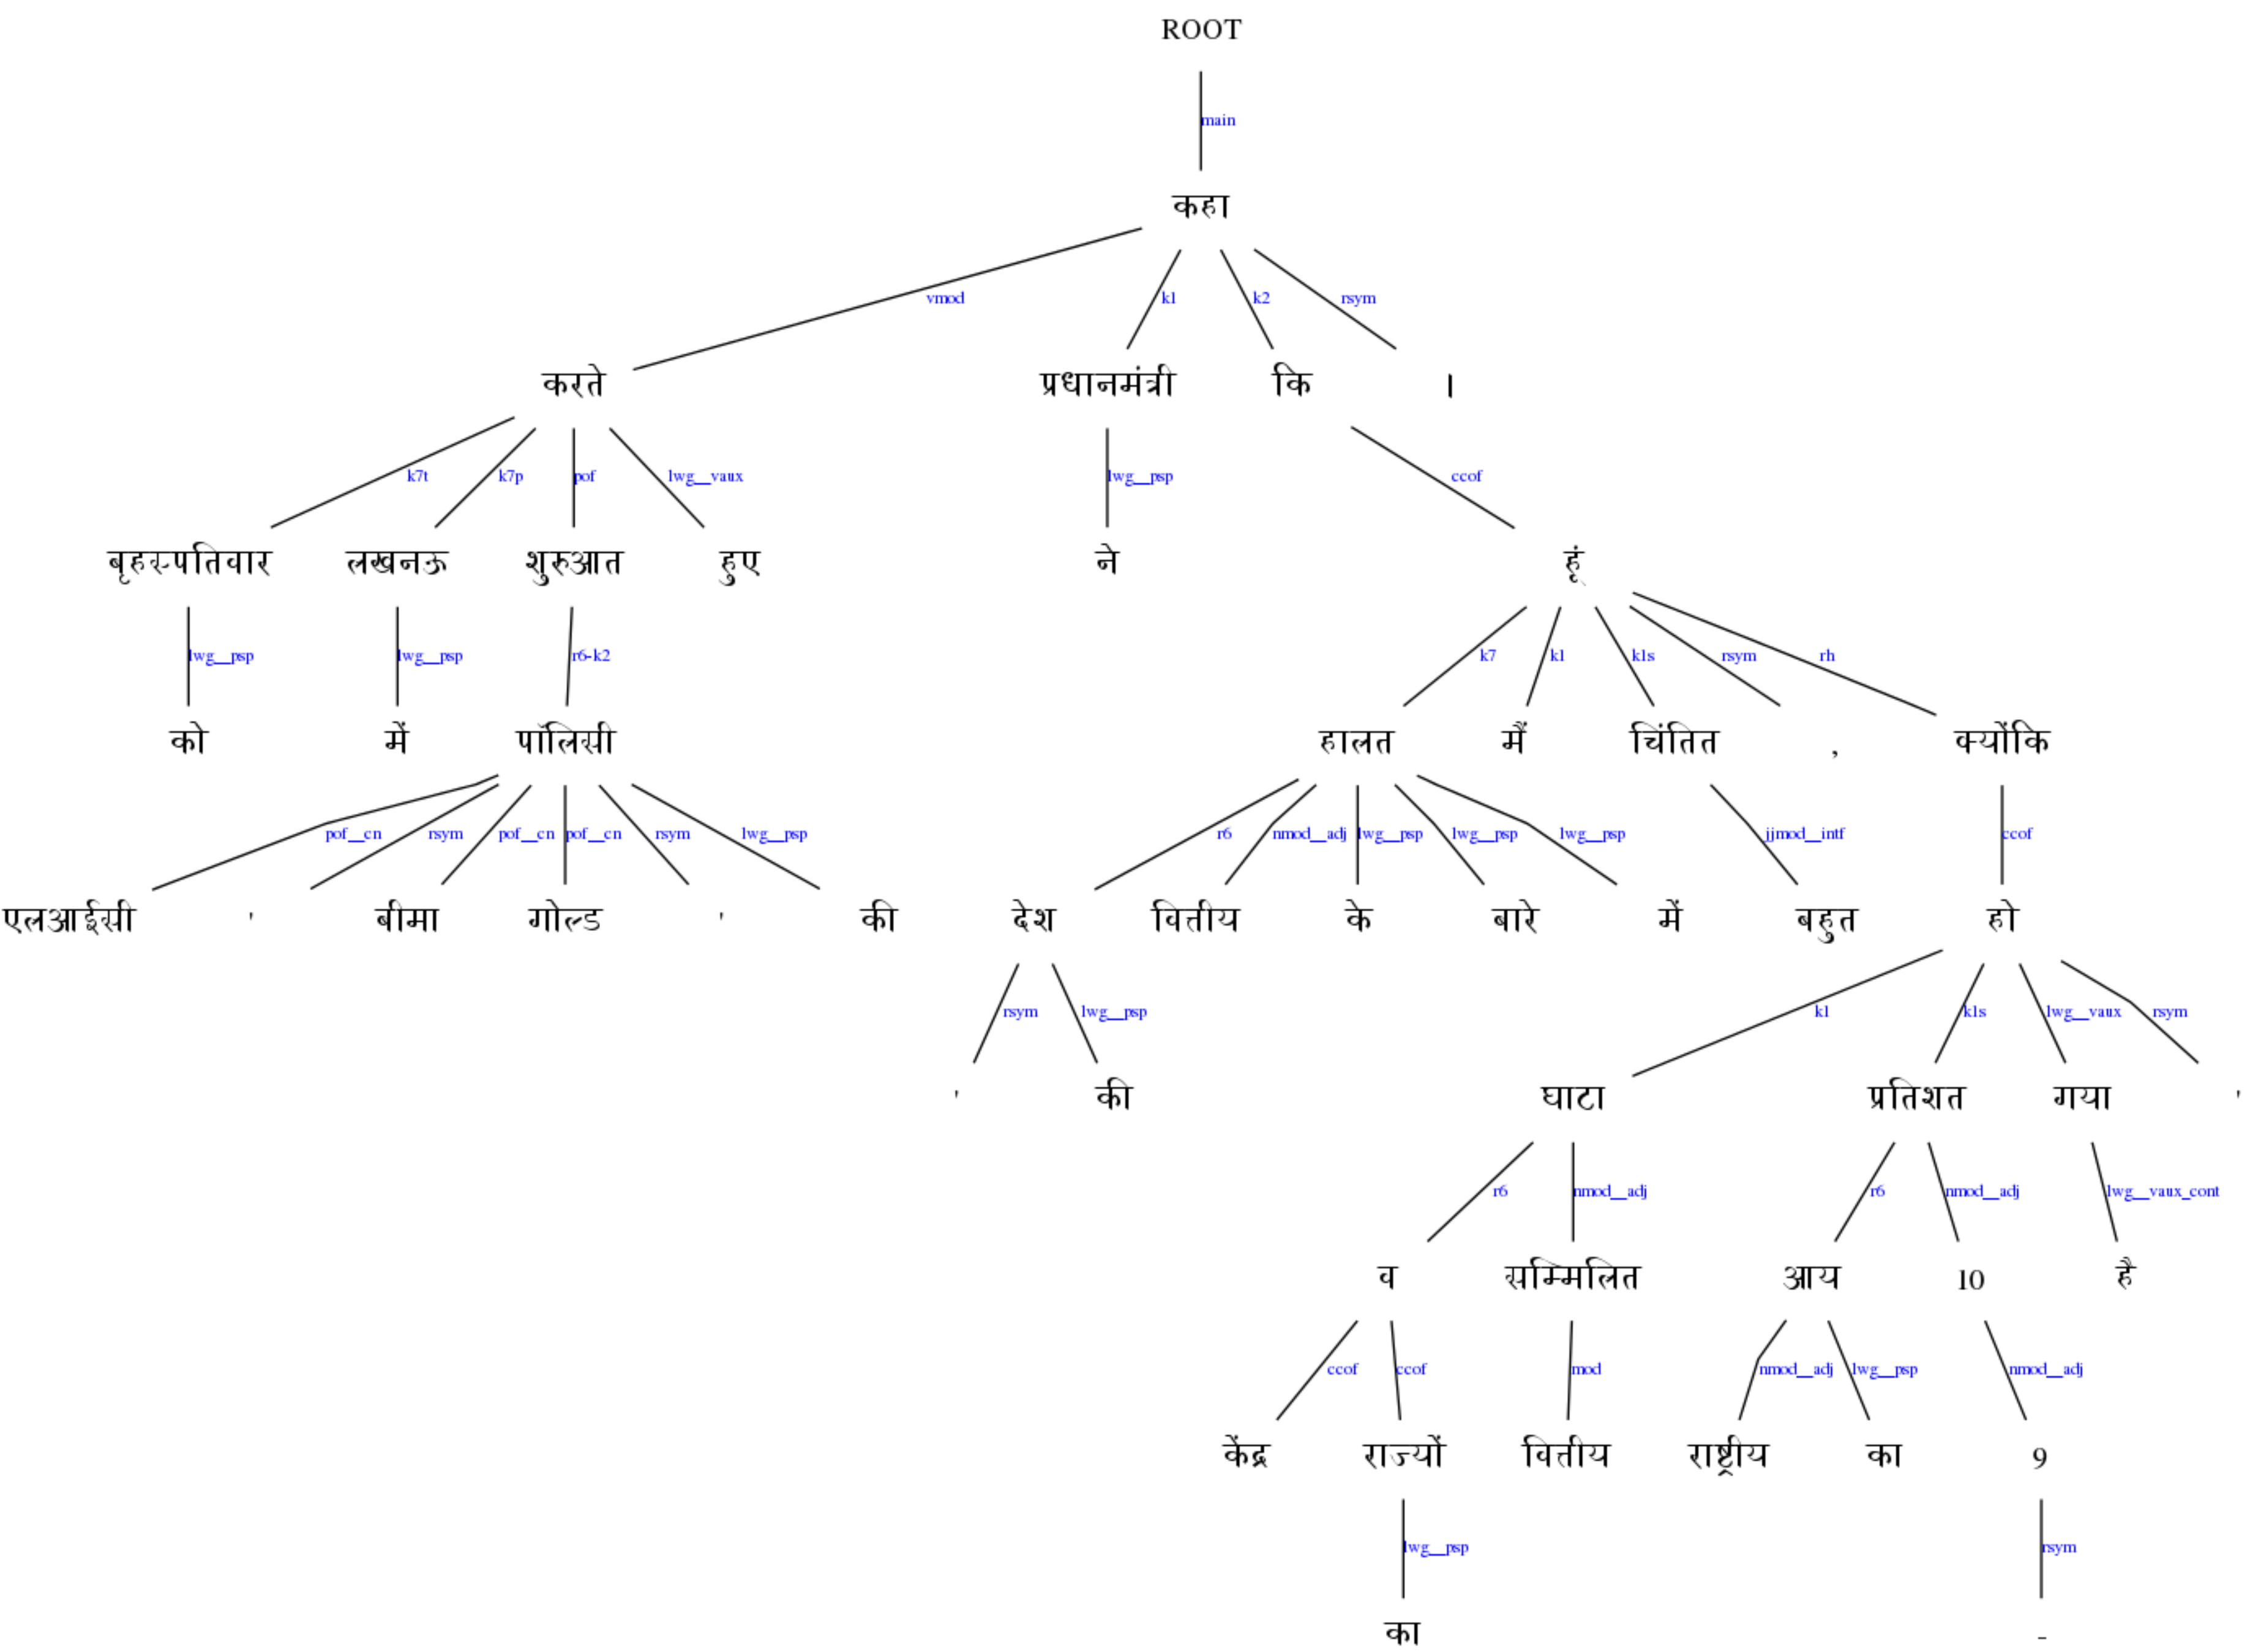 ROOT
main
कहा
vmod k1 k2 rsym
करते प्रधानमंत्री कि ।
k7t k7p pof lwg__vaux lwg__psp ccof
बृहस्पतिवार लखनऊ शुरुआत हुए ने हूं
lwg__psp lwg__psp r6-k2 k7 k1 k1s rsym rh
को में पॉलिसी हालत मैं चिंतित , क्योंकि
pof__cn rsym pof__cn pof__cn rsym lwg__psp r6 nmod__adj lwg__psp lwg__psp lwg__psp jjmod__intf ccof
एलआईसी ' बीमा गोल्ड ' की देश वित्तीय के बारे में बहुत हो
rsym lwg__psp k1 k1s lwg__vaux rsym
' की घाटा प्रतिशत गया '
r6 nmod__adj r6 nmod__adj lwg__vaux_cont
व सम्मिलित आय 10 है
ccof ccof mod nmod__adj lwg__psp nmod__adj
केंद्र राज्यों वित्तीय राष्ट्रीय का 9
lwg__psp rsym
का -